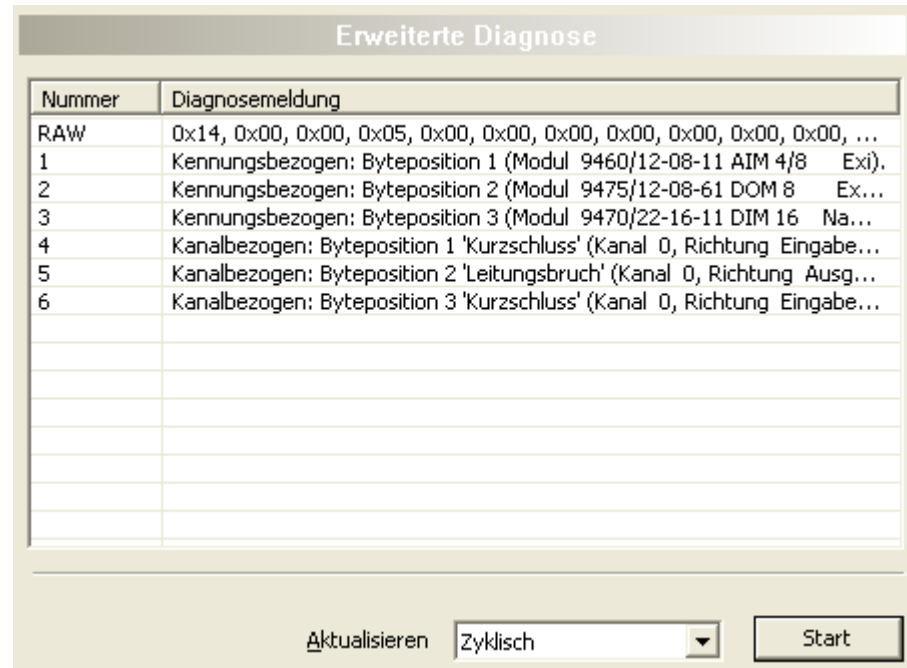 Erweiterte Diagnose
Nummer Diagnosemeldung
RAW 0x14, 0x00, 0x00, 0x05, 0x00, 0x00, 0x00, 0x00, 0x00, 0x00, 0x00, ...
1 Kennungsbezogen: Byteposition 1 (Modul 9460/12-08-11 AIM 4/8 Exi).
2 Kennungsbezogen: Byteposition 2 (Modul 9475/12-08-61 DOM 8 Ex...
3 Kennungsbezogen: Byteposition 3 (Modul 9470/22-16-11 DIM 16 Na...
4 Kanalbezogen: Byteposition 1 'Kurzschluss' (Kanal 0, Richtung Eingabe...
5 Kanalbezogen: Byteposition 2 'Leitungsbruch' (Kanal 0, Richtung Ausg...
6 Kanalbezogen: Byteposition 3 'Kurzschluss' (Kanal 0, Richtung Eingabe...
Aktualisieren Zyklisch Start